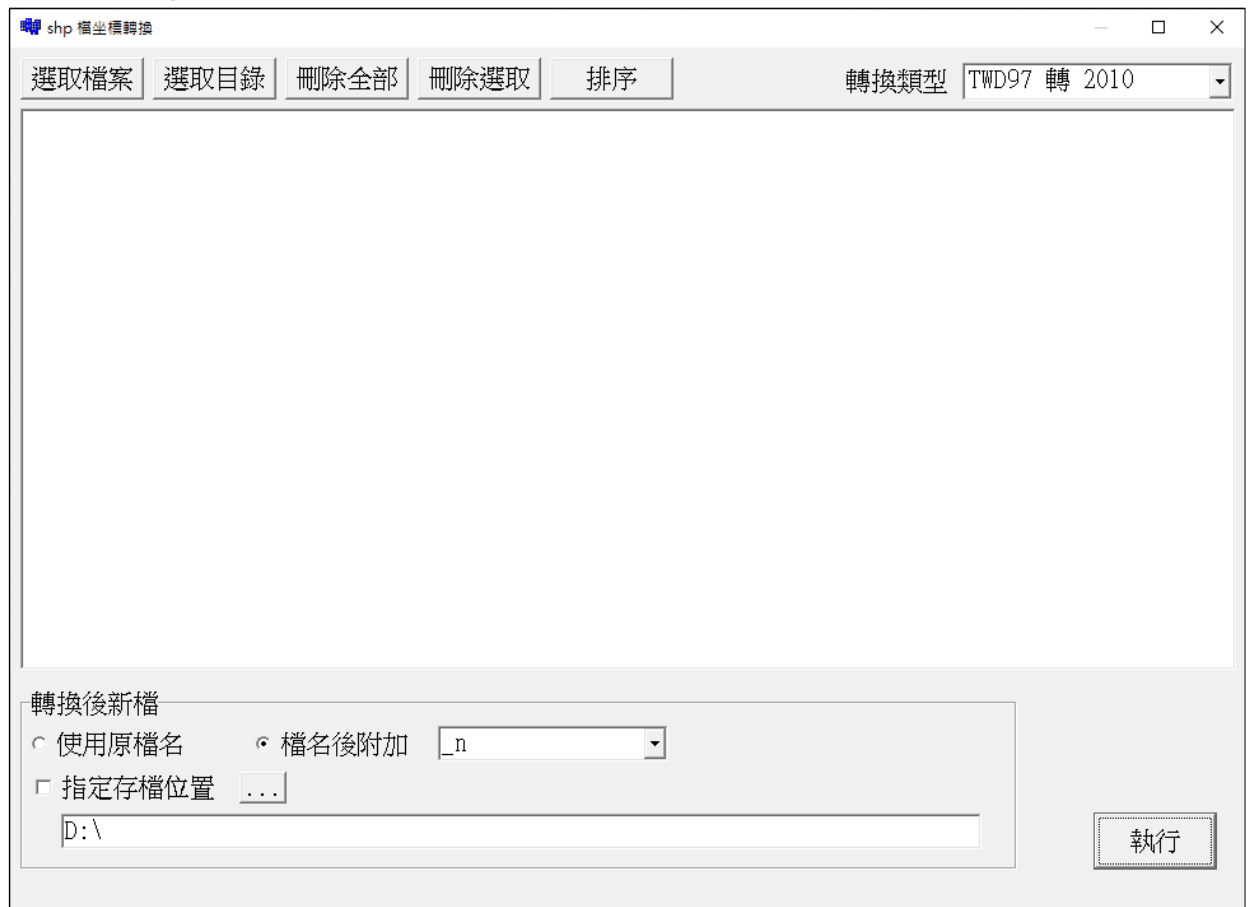 shp 檔坐標轉換
選取檔案 選取目錄 刪除全部 刪除選取 排序 轉換類型 TWD97 轉 2010
轉換後新檔
使用原檔名 檔名後附加 _n
指定存檔位置 ...
D:\
執行